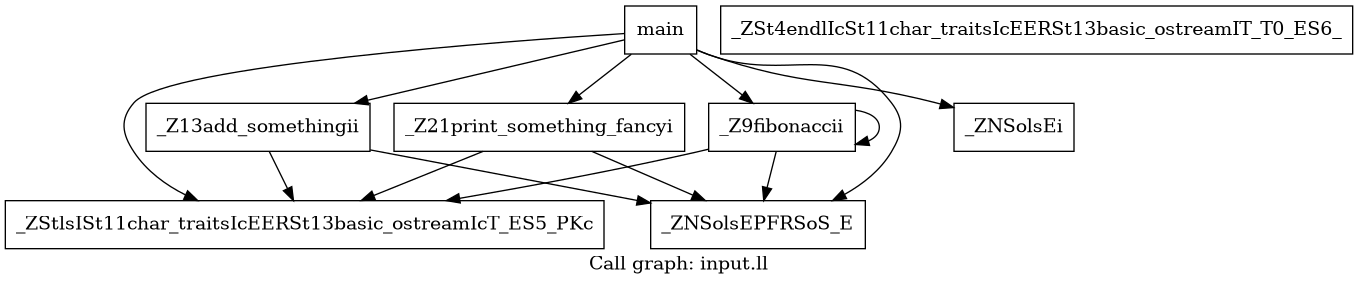 main
_ZSt4endlIcSt11char_traitsIcEERSt13basic_ostreamIT_T0_ES6_
_Z13add_somethingii
_Z21print_something_fancyi
_Z9fibonaccii
_ZNSolsEi
_ZStlsISt11char_traitsIcEERSt13basic_ostreamIcT_ES5_PKc
_ZNSolsEPFRSoS_E
Call graph: input.ll